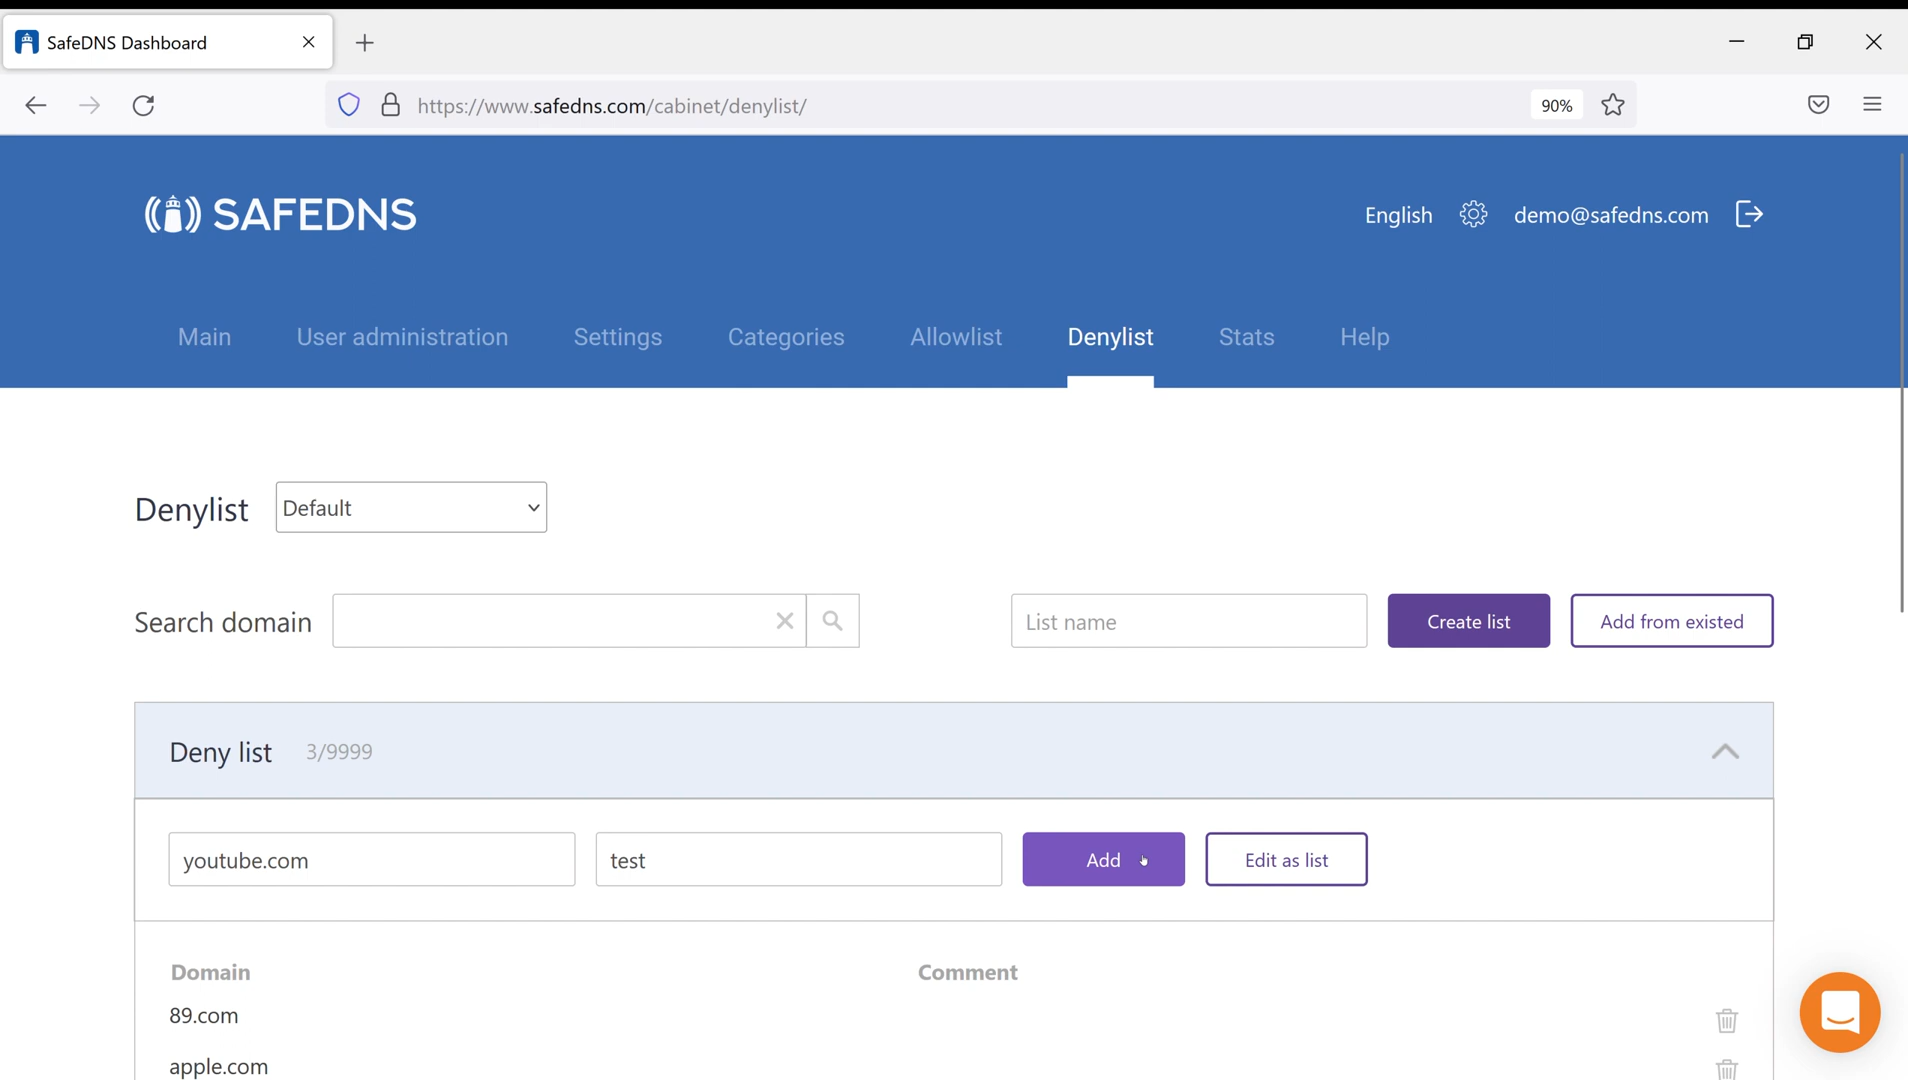 SafeDNS Dashboard
https://www.safedns.com/cabinet/denylist/
90%
SAFEDNS
English
demo@safedns.com
Main
User administration
Settings
Categories
Allowlist
Denylist
Stats
Help
Denylist
Default
Search domain
List name
Create list
Add from existed
Deny list 3/9999
youtube.com
test
Add
Edit as list
Domain
Comment
89.com
apple.com